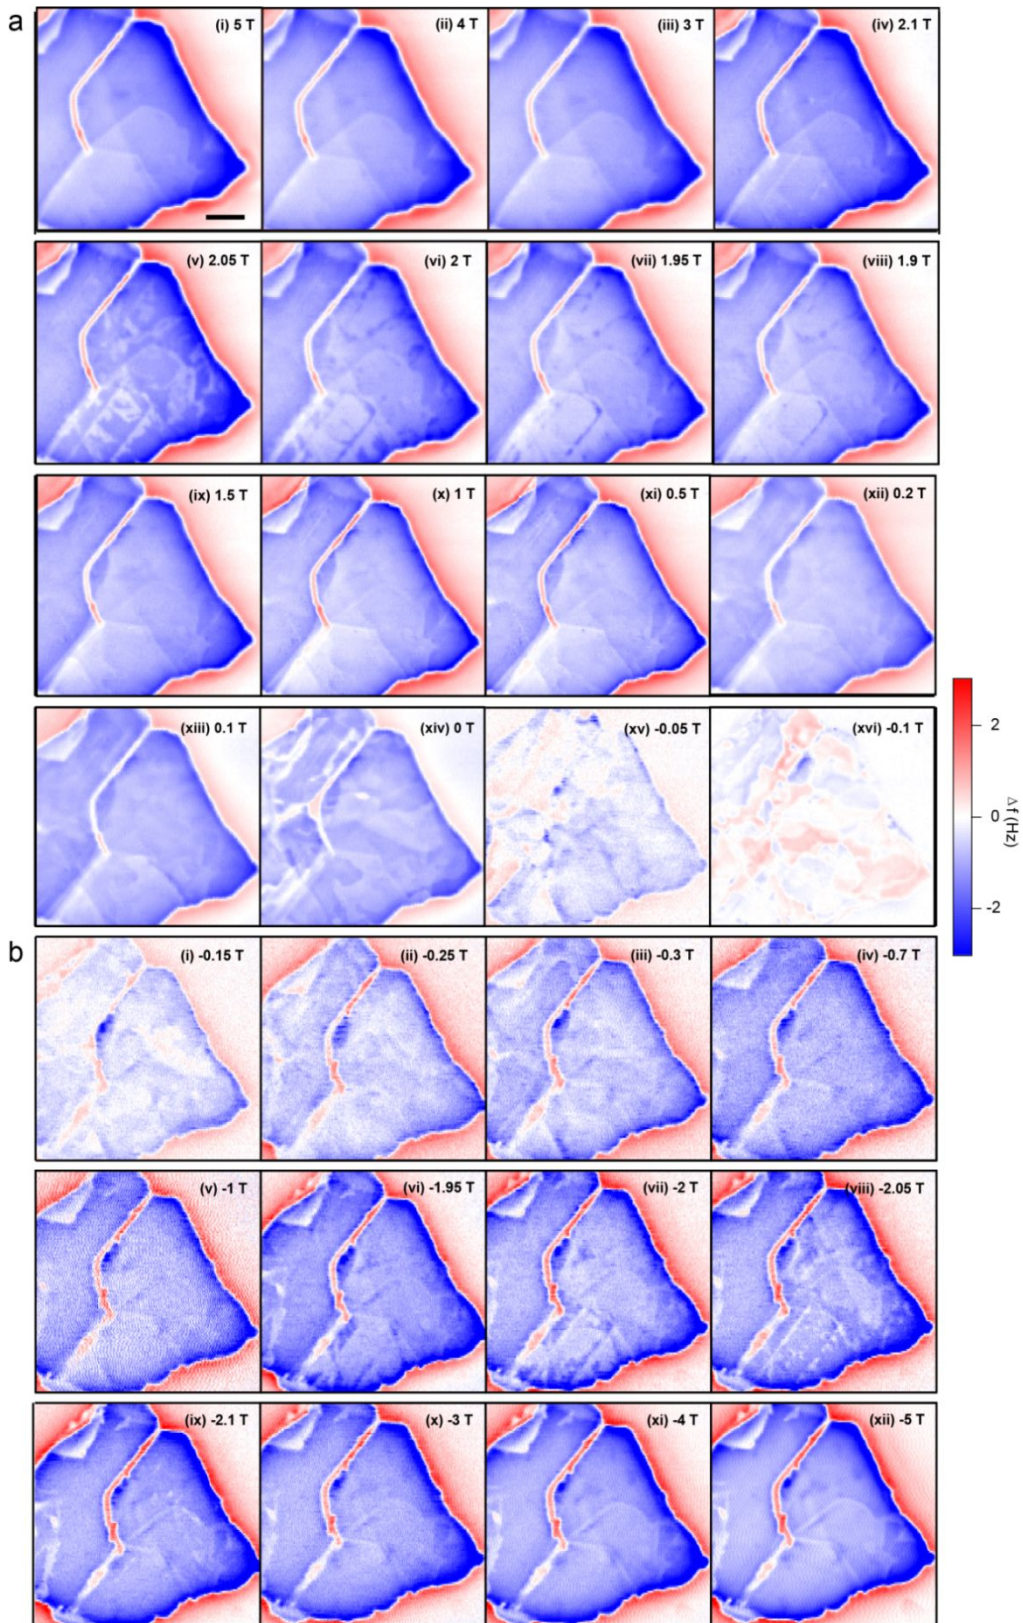 a
(i) 5 T
(ii) 4 T
(iii) 3 T
(iv) 2.1 T
(v) 2.05 T
(vi) 2 T
(vii) 1.95 T
(viii) 1.9 T
(ix) 1.5 T
(x) 1 T
(xi) 0.5 T
(xii) 0.2 T
(xiii) 0.1 T
(xiv) 0 T
(xv) -0.05 T
(xvi) -0.1 T
2
0
-2
Δ f (Hz)
b
(i) -0.15 T
(ii) -0.25 T
(iii) -0.3 T
(iv) -0.7 T
(v) -1 T
(vi) -1.95 T
(vii) -2 T
(viii) -2.05 T
(ix) -2.1 T
(x) -3 T
(xi) -4 T
(xii) -5 T